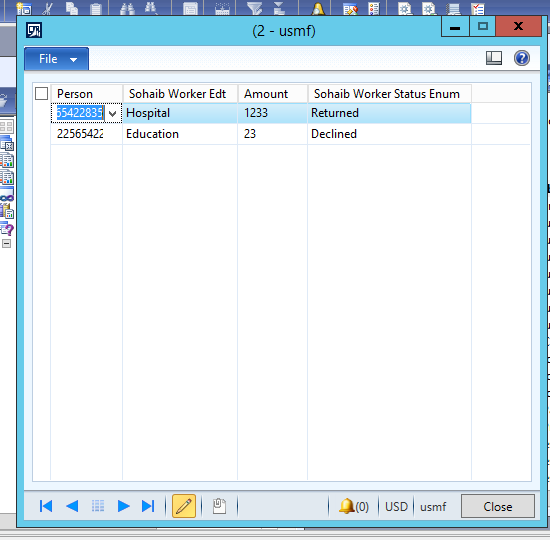 (2 - usmf)
File
Person Sohaib Worker Edt Amount Sohaib Worker Status Enum
55422835 Hospital 1233 Returned
22565422 Education 23 Declined
(0) USD usmf Close